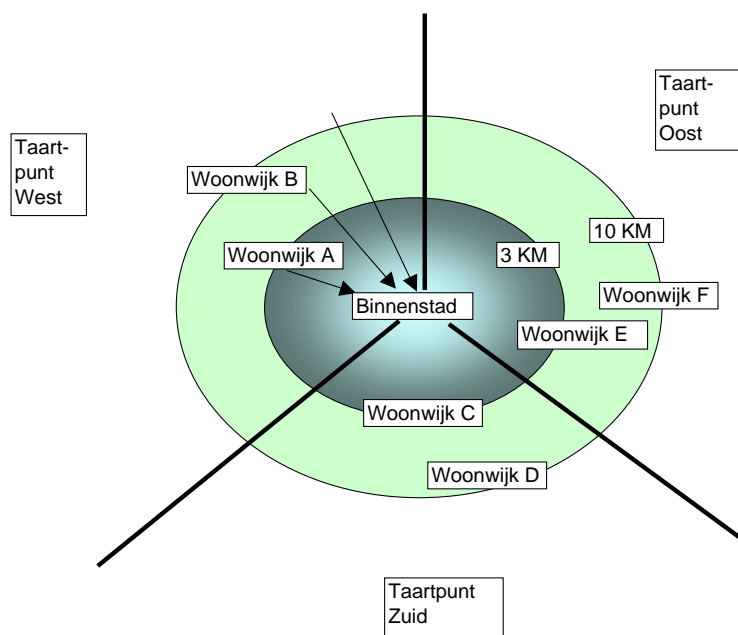 Taart-
punt
Oost
Taart-
punt
West
Woonwijk B
10 KM
Woonwijk A
3 KM
Woonwijk F
Binnenstad
Woonwijk E
Woonwijk C
Woonwijk D
Taartpunt
Zuid